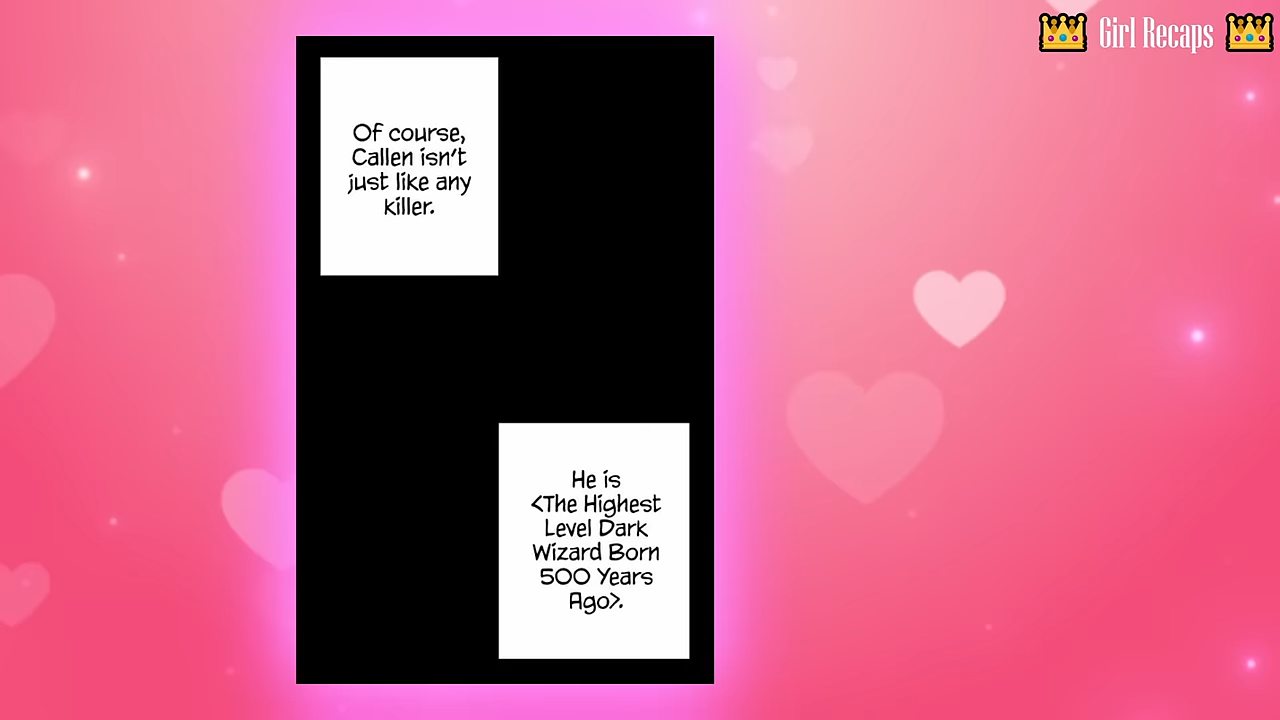 Girl Recaps
Of course,
Callen isn't
just like any
killer.
He is
<The Highest
Level Dark
Wizard Born
500 Years
Ago>.